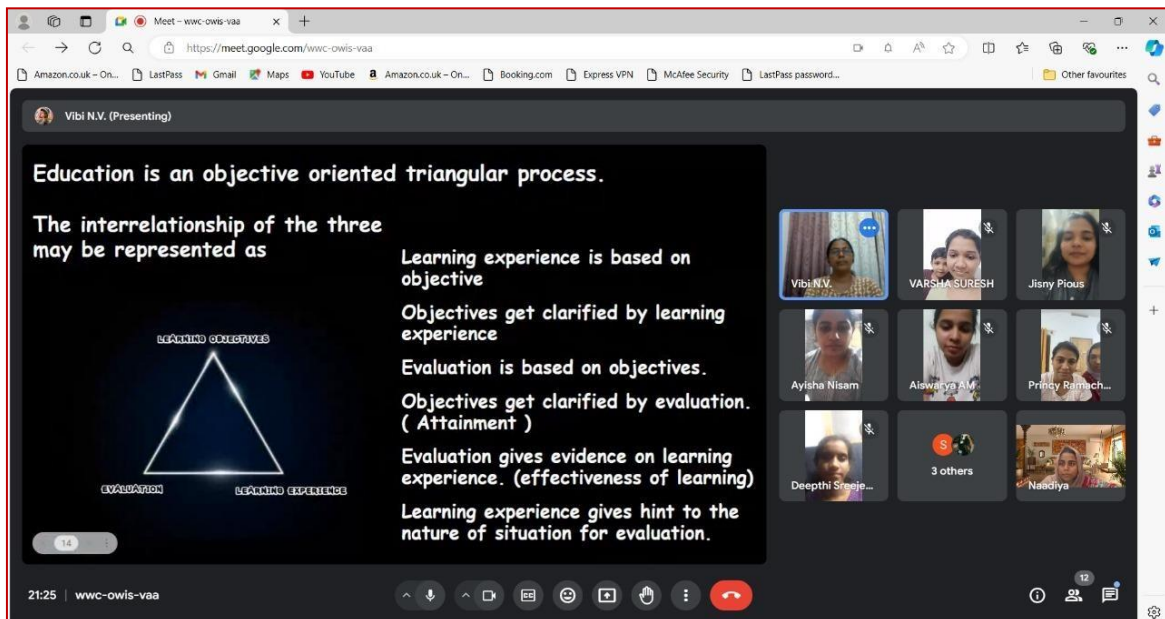 Meet – wwc-owis-vaa
https://meet.google.com/wwc-owis-vaa
Amazon.co.uk – On... LastPass Gmail Maps YouTube Amazon.co.uk – On... Booking.com Express VPN McAfee Security LastPass password... Other favourites
Vibi N.V. (Presenting)
Education is an objective oriented triangular process.
The interrelationship of the three
may be represented as
LEARNING OBJECTIVES
EVALUATION
LEARNING EXPERIENCE
Learning experience is based on
objective
Objectives get clarified by learning
experience
Evaluation is based on objectives.
Objectives get clarified by evaluation.
( Attainment )
Evaluation gives evidence on learning
experience. (effectiveness of learning)
Learning experience gives hint to the
nature of situation for evaluation.
14
Vibi N.V.
VARSHA SURESH
Jisny Pious
Ayisha Nisam
Aiswarya AM
Princy Ramach...
Deepthi Sreeje...
S
3 others
Naadiya
21:25 | wwc-owis-vaa
12